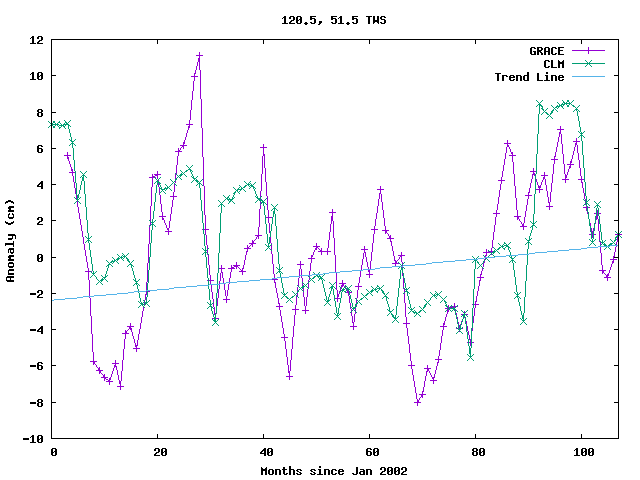 120.5, 51.5 TWS
GRACE
CLM
Trend Line
12
10
8
6
4
2
0
-2
-4
-6
-8
-10
Anomaly (cm)
0 20 40 60 80 100
Months since Jan 2002